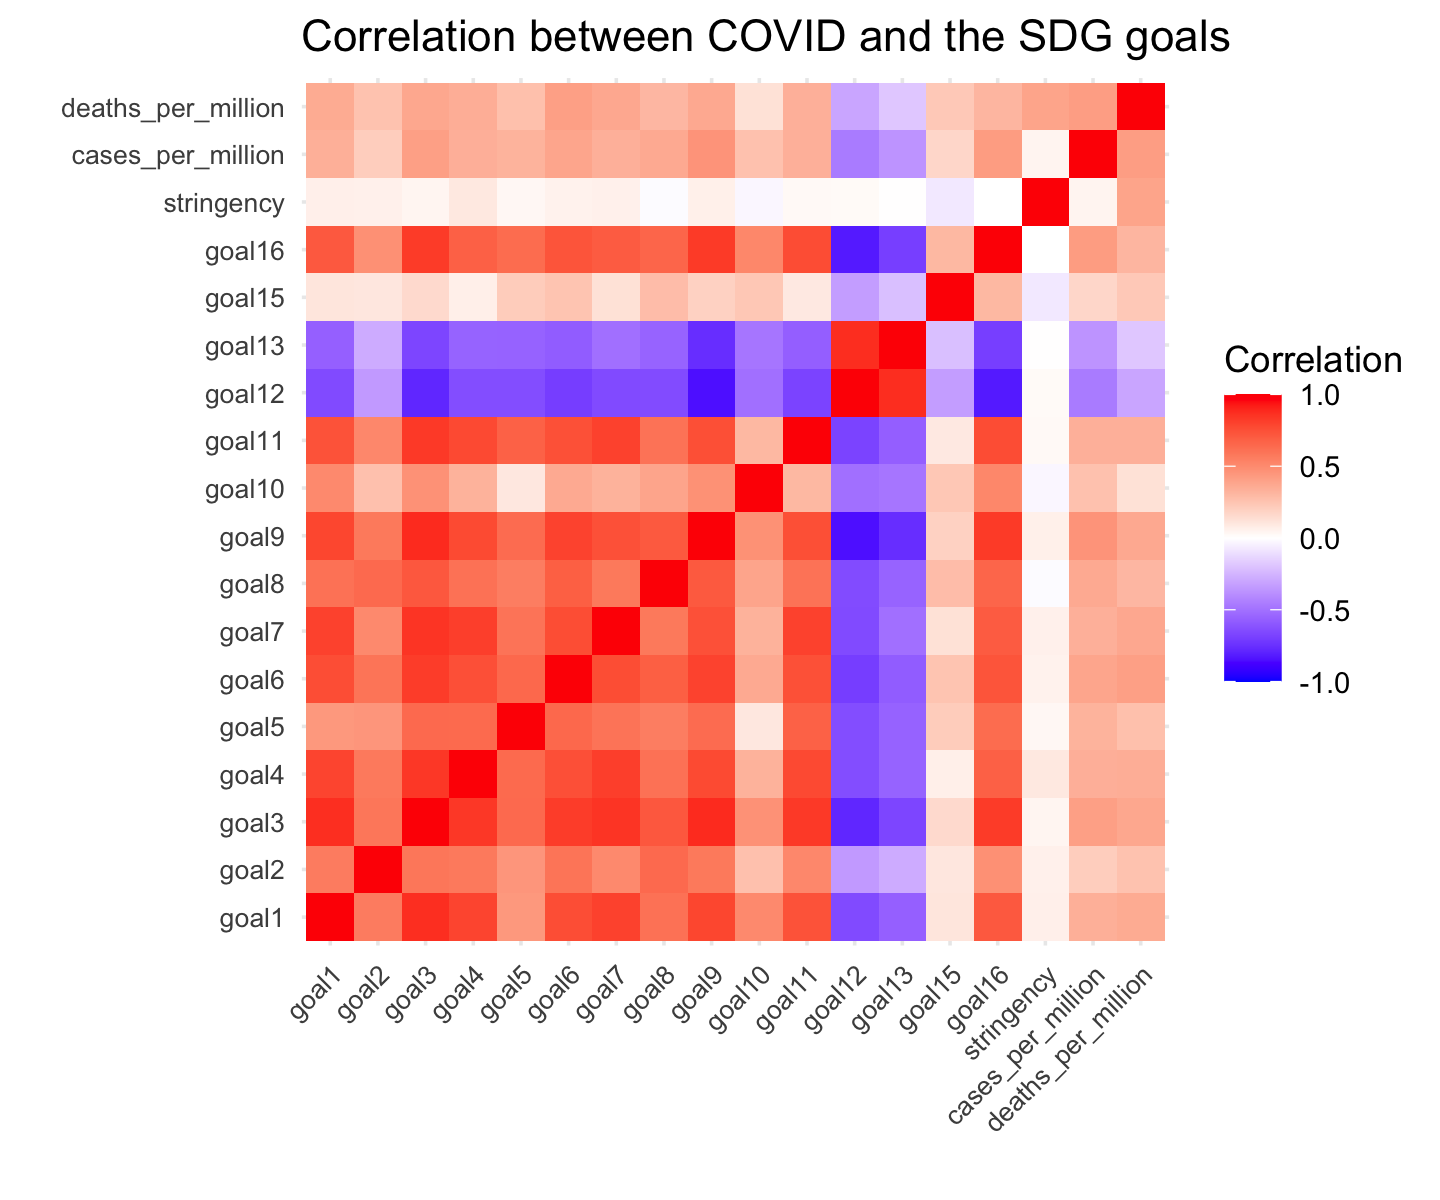 Correlation between COVID and the SDG goals
deaths_per_million
cases_per_million
stringency
goal16
goal15
goal13
goal12
goal11
goal10
goal9
goal8
goal7
goal6
goal5
goal4
goal3
goal2
goal1
goal1
goal2
goal3
goal4
goal5
goal6
goal7
goal8
goal9
goal10
goal11
goal12
goal13
goal15
goal16
stringency
cases_per_million
deaths_per_million
Correlation
1.0
0.5
0.0
-0.5
-1.0